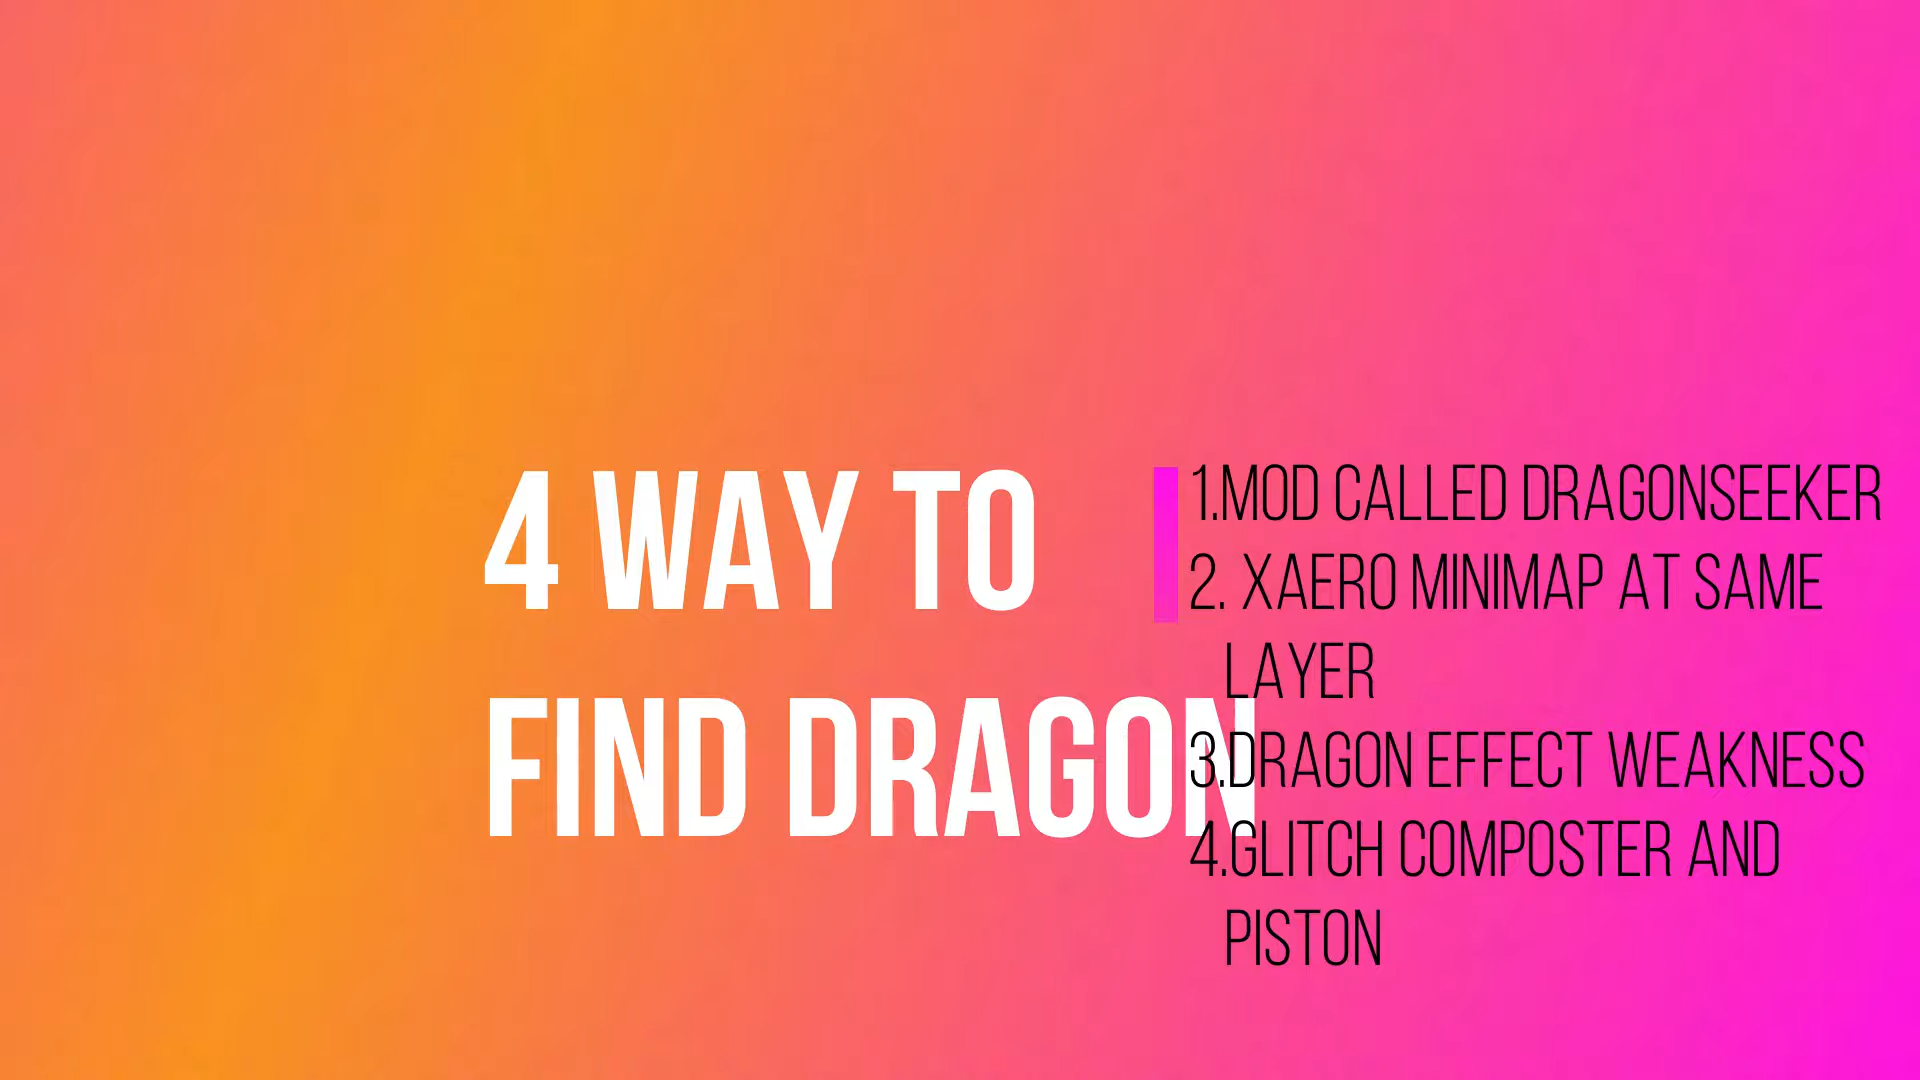 4 WAY TO
FIND DRAGON
1.MOD CALLED DRAGONSEEKER
2. XAERO MINIMAP AT SAME
LAYER
3.DRAGON EFFECT WEAKNESS
4.GLITCH COMPOSTER AND
PISTON